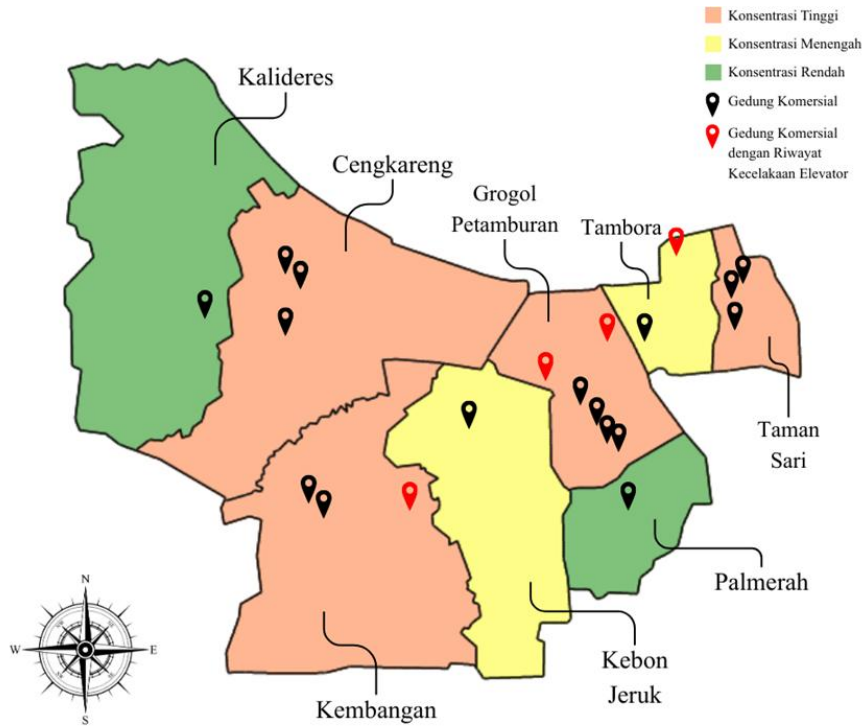 Konsentrasi Tinggi
Konsentrasi Menengah
Konsentrasi Rendah
Gedung Komersial
Gedung Komersial
dengan Riwayat
Kecelakaan Elevator
Kalideres
Cengkareng
Grogol
Petamburan
Tambora
Taman
Sari
Palmerah
Kebon
Jeruk
Kembangan
N
W
E
S